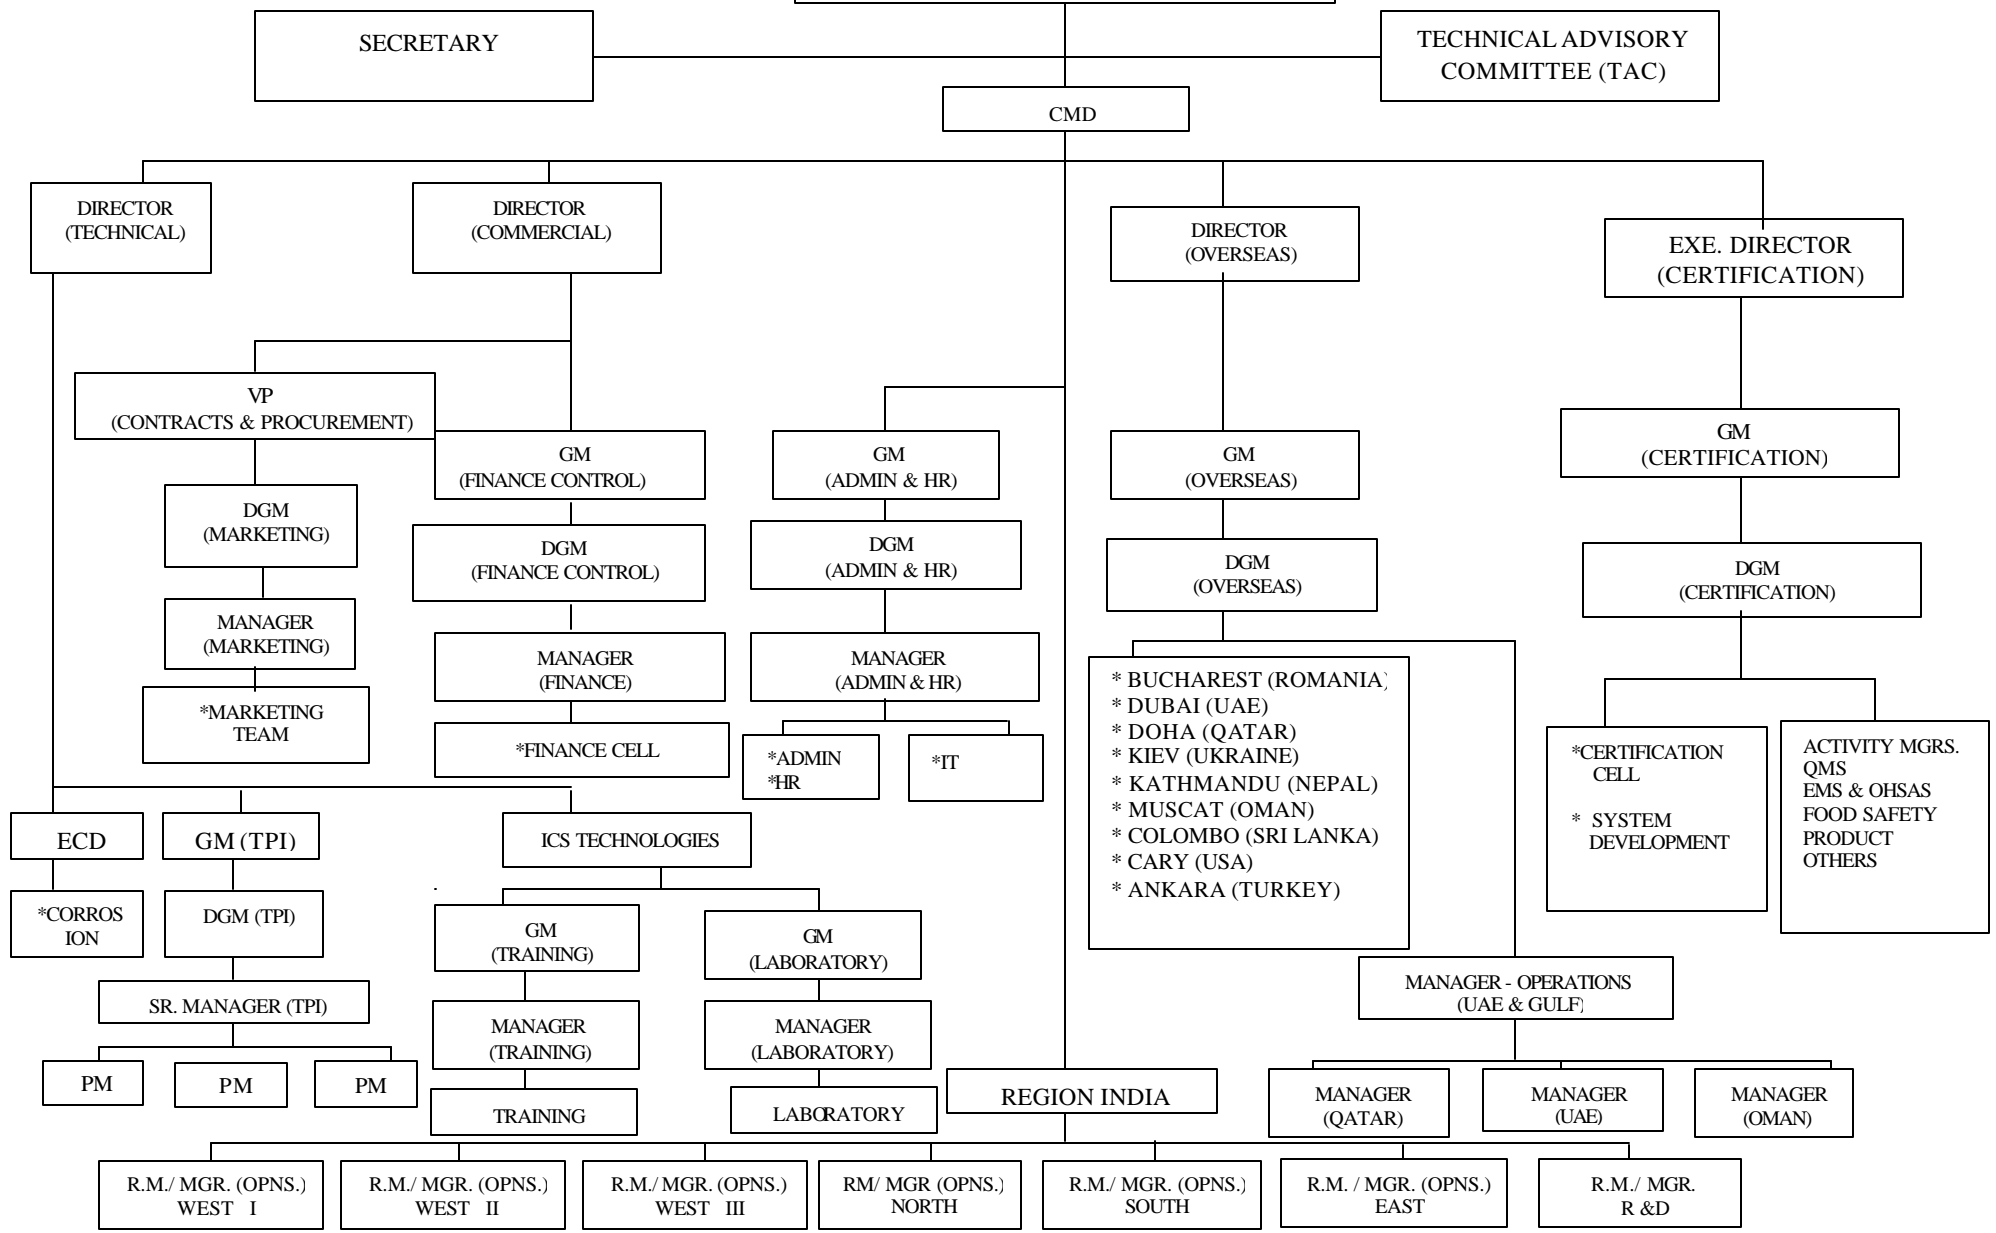 SECRETARY
TECHNICAL ADVISORY
COMMITTEE (TAC)
CMD
DIRECTOR
(TECHNICAL)
DIRECTOR
(COMMERCIAL)
DIRECTOR
(OVERSEAS)
EXE. DIRECTOR
(CERTIFICATION)
VP
(CONTRACTS & PROCUREMENT)
GM
(FINANCE CONTROL)
GM
(ADMIN & HR)
GM
(OVERSEAS)
GM
(CERTIFICATION)
DGM
(MARKETING)
DGM
(FINANCE CONTROL)
DGM
(ADMIN & HR)
DGM
(OVERSEAS)
DGM
(CERTIFICATION)
MANAGER
(MARKETING)
MANAGER
(FINANCE)
MANAGER
(ADMIN & HR)
*MARKETING
TEAM
*FINANCE CELL
*ADMIN
*HR
*IT
* BUCHAREST (ROMANIA)
* DUBAI (UAE)
* DOHA (QATAR)
* KIEV (UKRAINE)
* KATHMANDU (NEPAL)
* MUSCAT (OMAN)
* COLOMBO (SRI LANKA)
* CARY (USA)
* ANKARA (TURKEY)
*CERTIFICATION
CELL
* SYSTEM
DEVELOPMENT
ACTIVITY MGRS.
QMS
EMS & OHSAS
FOOD SAFETY
PRODUCT
OTHERS
ECD
GM (TPI)
ICS TECHNOLOGIES
*CORROS
ION
DGM (TPI)
GM
(TRAINING)
GM
(LABORATORY)
MANAGER - OPERATIONS
(UAE & GULF)
SR. MANAGER (TPI)
MANAGER
(TRAINING)
MANAGER
(LABORATORY)
PM
PM
PM
TRAINING
LABORATORY
REGION INDIA
MANAGER
(QATAR)
MANAGER
(UAE)
MANAGER
(OMAN)
R.M./ MGR. (OPNS.)
WEST I
R.M./ MGR. (OPNS.)
WEST II
R.M./ MGR. (OPNS.)
WEST III
RM/ MGR (OPNS.)
NORTH
R.M./ MGR. (OPNS.)
SOUTH
R.M. / MGR. (OPNS.)
EAST
R.M./ MGR.
R &D